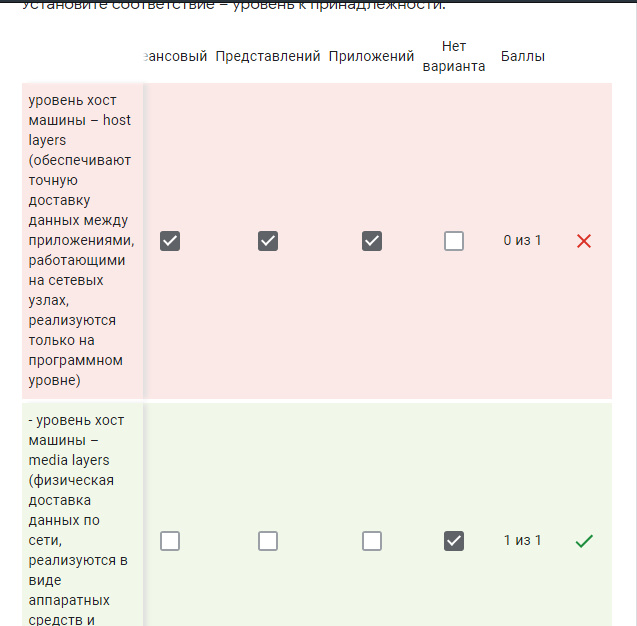 Установите соответствие – уровень к принадлежности.
еансовый Представлений Приложений Нет варианта Баллы
уровень хост
машины – host
layers
(обеспечивают
точную
доставку
данных между
приложениями,
работающими
на сетевых
узлах,
реализуются
только на
программном
уровне)
0 из 1
- уровень хост
машины –
media layers
(физическая
доставка
данных по
сети,
реализуются в
виде
аппаратных
средств и
1 из 1